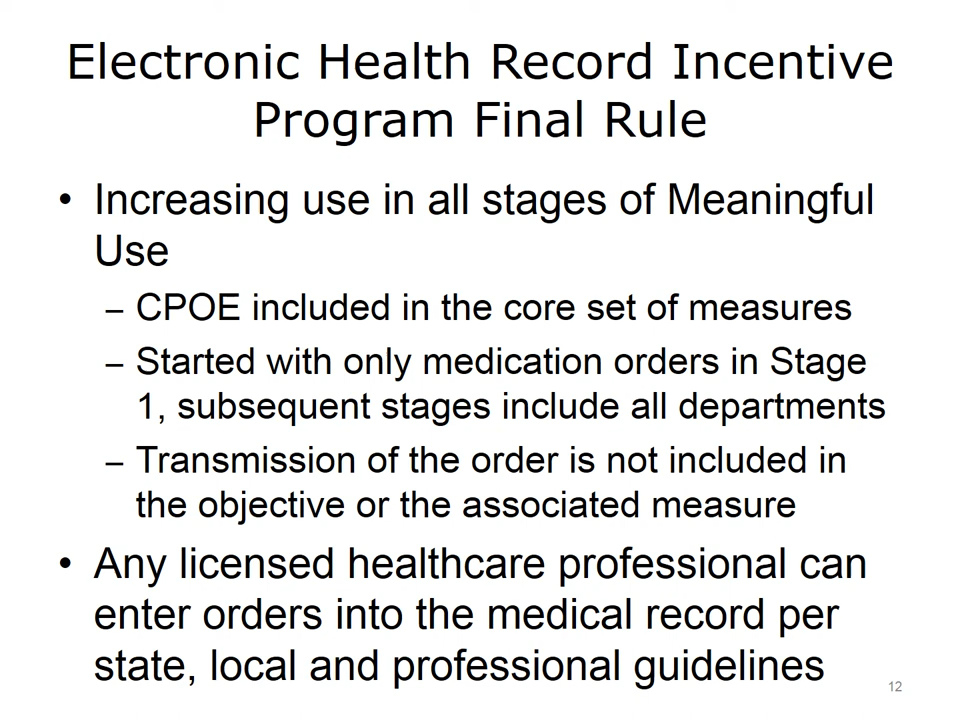 Electronic Health Record Incentive
Program Final Rule
• Increasing use in all stages of Meaningful
Use
– CPOE included in the core set of measures
– Started with only medication orders in Stage
1, subsequent stages include all departments
– Transmission of the order is not included in
the objective or the associated measure
• Any licensed healthcare professional can
enter orders into the medical record per
state, local and professional guidelines
12